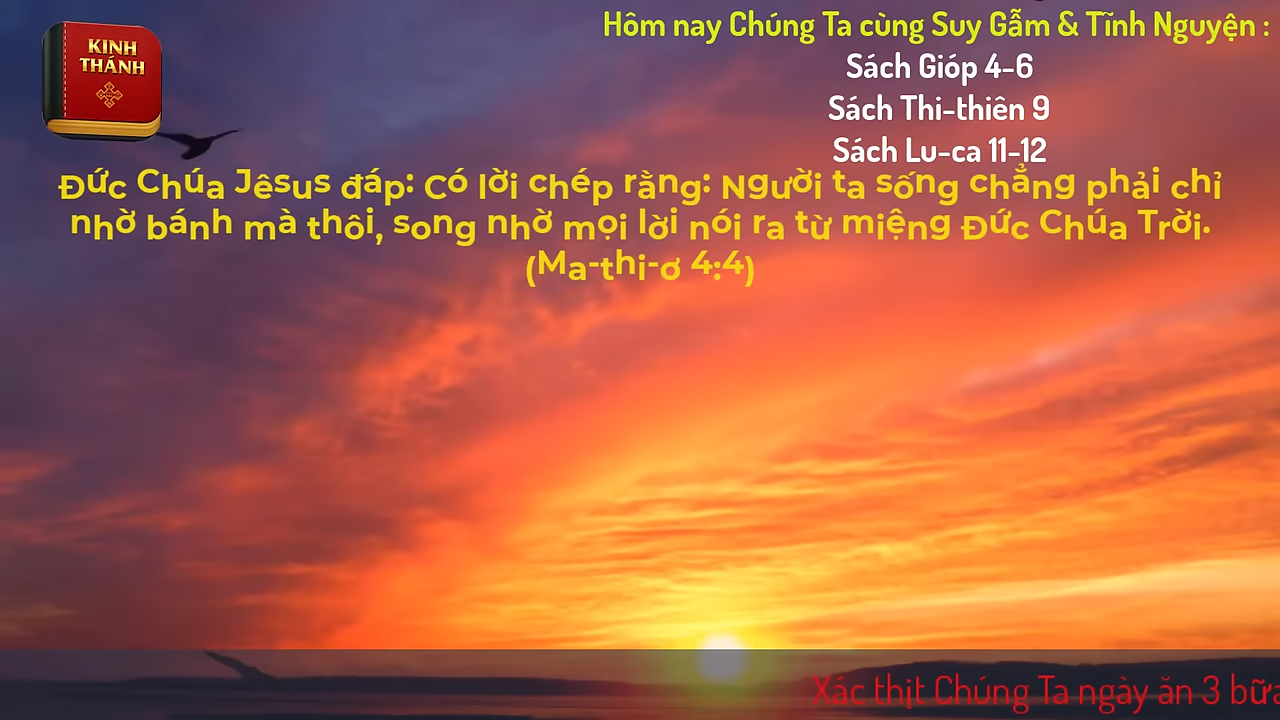 KINH
THÁNH
Hôm nay Chúng Ta cùng Suy Gẫm & Tĩnh Nguyện :
Sách Gióp 4-6
Sách Thi-thiên 9
Sách Lu-ca 11-12
Đức Chúa Jêsus đáp: Có lời chép rằng: Người ta sống chẳng phải chỉ
nhờ bánh mà thôi, song nhờ mọi lời nói ra từ miệng Đức Chúa Trời.
(Ma-thi-ơ 4:4)
Xác thịt Chúng Ta ngày ăn 3 bữa